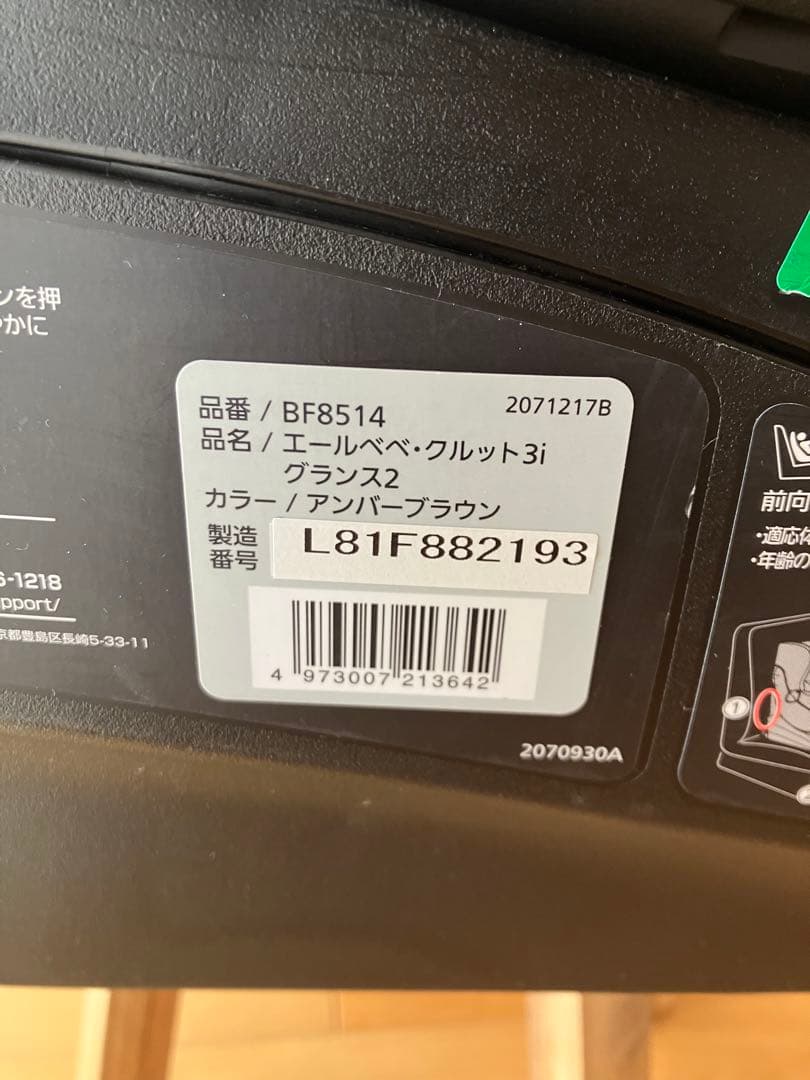 ンを押
やかに
6-1218
pport/
京都豊島区長崎5-33-11
品番 / BF8514
2071217B
品名 / エールベベ・クルット3i
グランス2
カラー / アンバーブラウン
製造
番号
L81F882193
4 973007 213642
2070930A
前向
・適応体
・年齢の
1